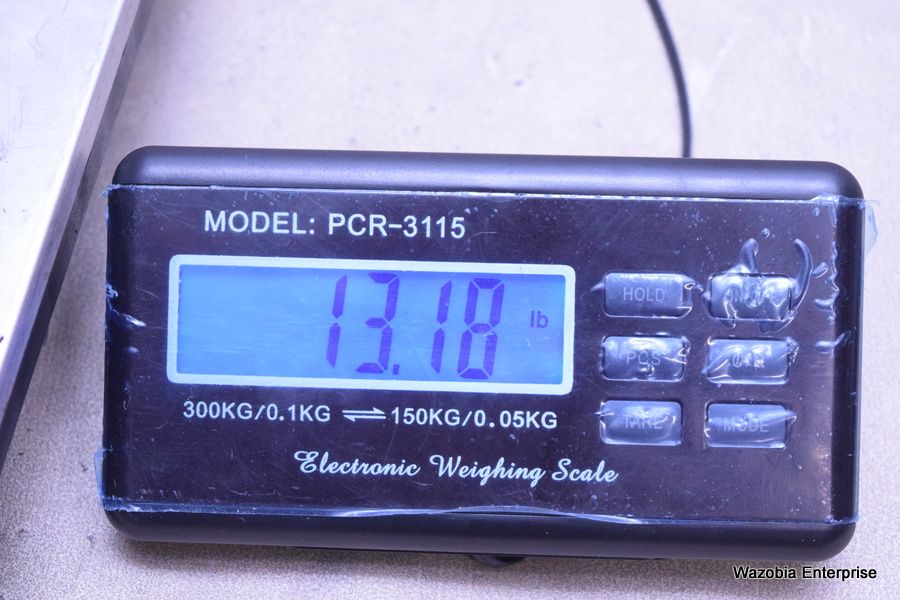 MODEL: PCR-3115
13.18 lb
HOLD
PCS
TARE
MODE
300KG/0.1KG ⇌ 150KG/0.05KG
Electronic Weighing Scale
Wazobia Enterprise